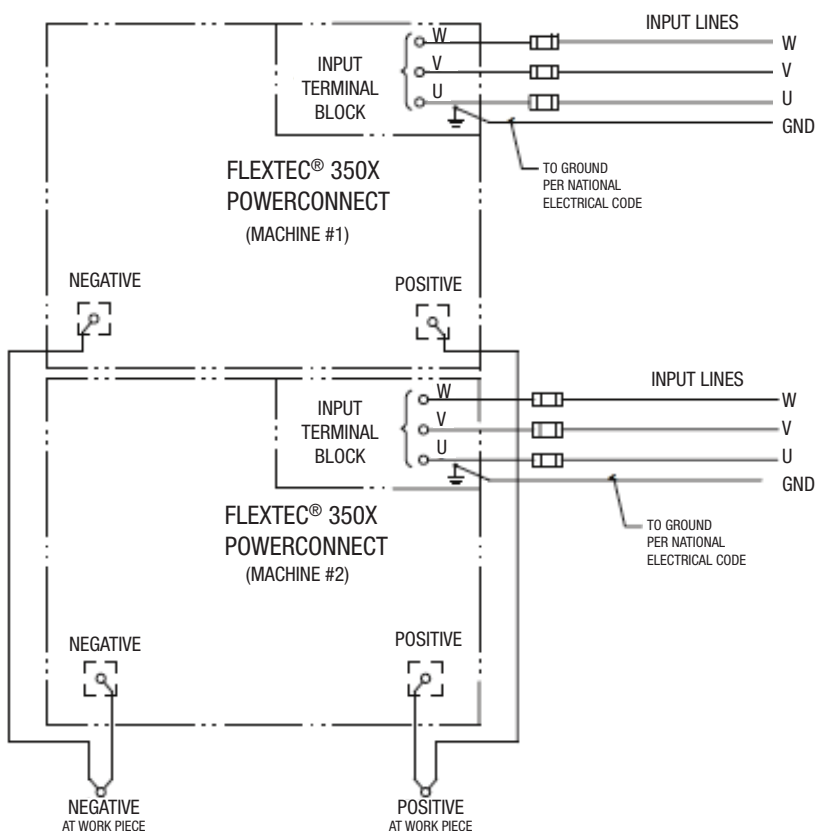 INPUT LINES
W
W
INPUT
TERMINAL
BLOCK
V
V
U
U
GND
TO GROUND
PER NATIONAL
ELECTRICAL CODE
FLEXTEC® 350X
POWERCONNECT
(MACHINE #1)
NEGATIVE
POSITIVE
INPUT LINES
W
W
INPUT
TERMINAL
BLOCK
V
V
U
U
GND
TO GROUND
PER NATIONAL
ELECTRICAL CODE
FLEXTEC® 350X
POWERCONNECT
(MACHINE #2)
NEGATIVE
POSITIVE
NEGATIVE
AT WORK PIECE
POSITIVE
AT WORK PIECE